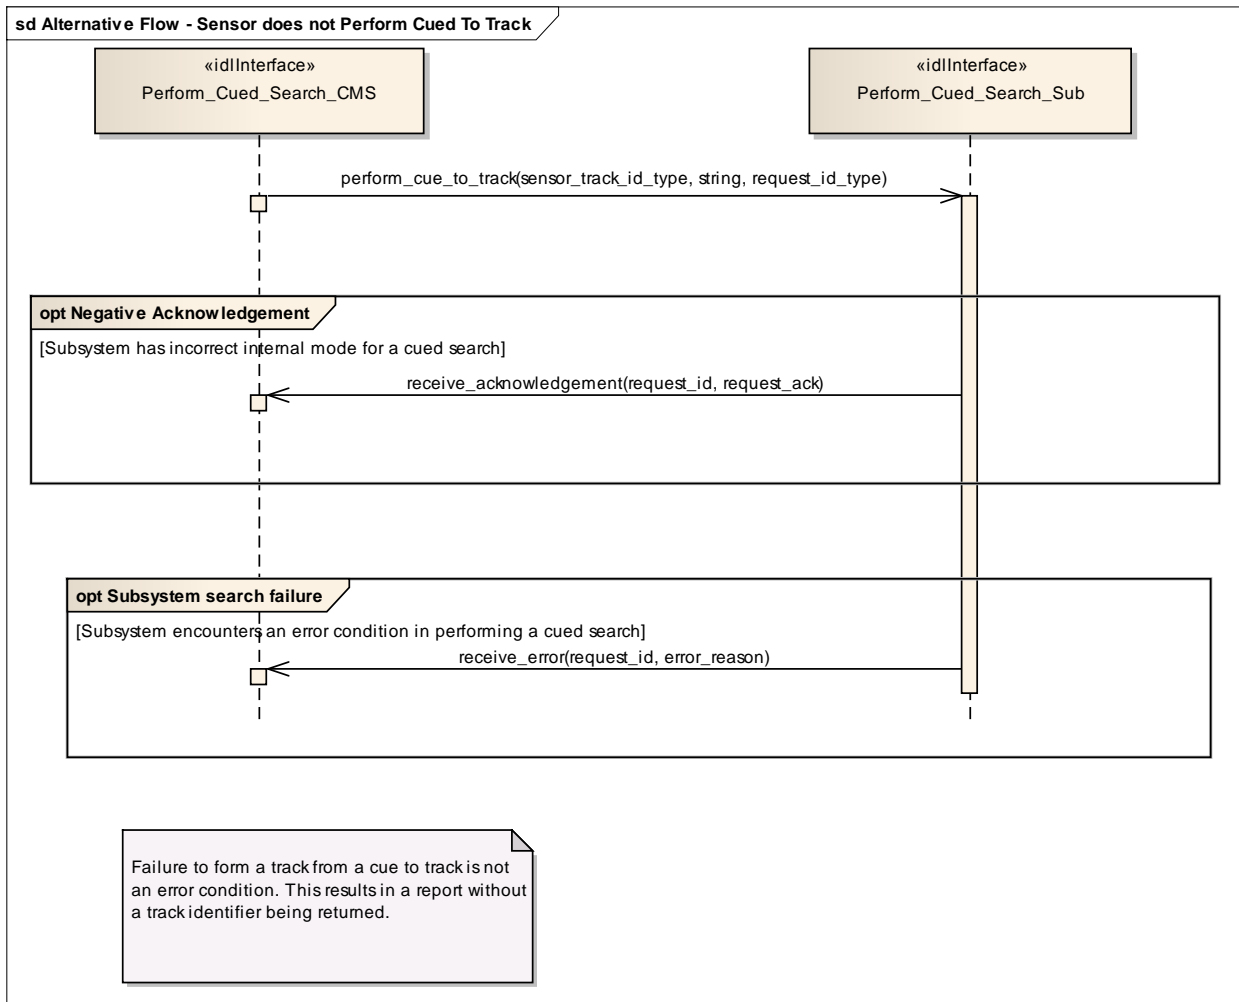 sd Alternative Flow - Sensor does not Perform Cued To Track
«idlInterface»
Perform_Cued_Search_CMS
«idlInterface»
Perform_Cued_Search_Sub
perform_cue_to_track(sensor_track_id_type, string, request_id_type)
opt Negative Acknowledgement
[Subsystem has incorrect internal mode for a cued search]
receive_acknowledgement(request_id, request_ack)
opt Subsystem search failure
[Subsystem encounters an error condition in performing a cued search]
receive_error(request_id, error_reason)
Failure to form a track from a cue to track is not
an error condition. This results in a report without
a track identifier being returned.